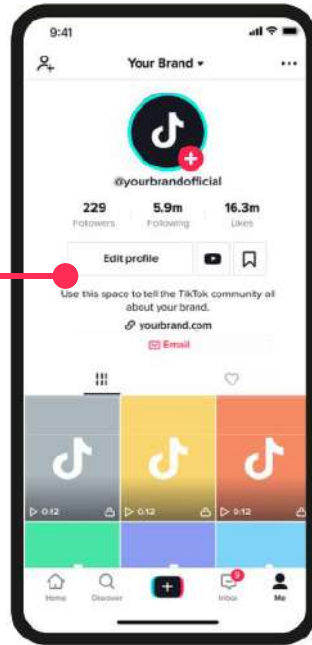 9:41
Your Brand
@yourbrandofficial
229 5.9m 16.3m
Followers Following Likes
Edit profile
Use this space to tell the TikTok community all
about your brand.
yourbrand.com
Email
0:12 0:12 0:12
Home Discover Inbox Me